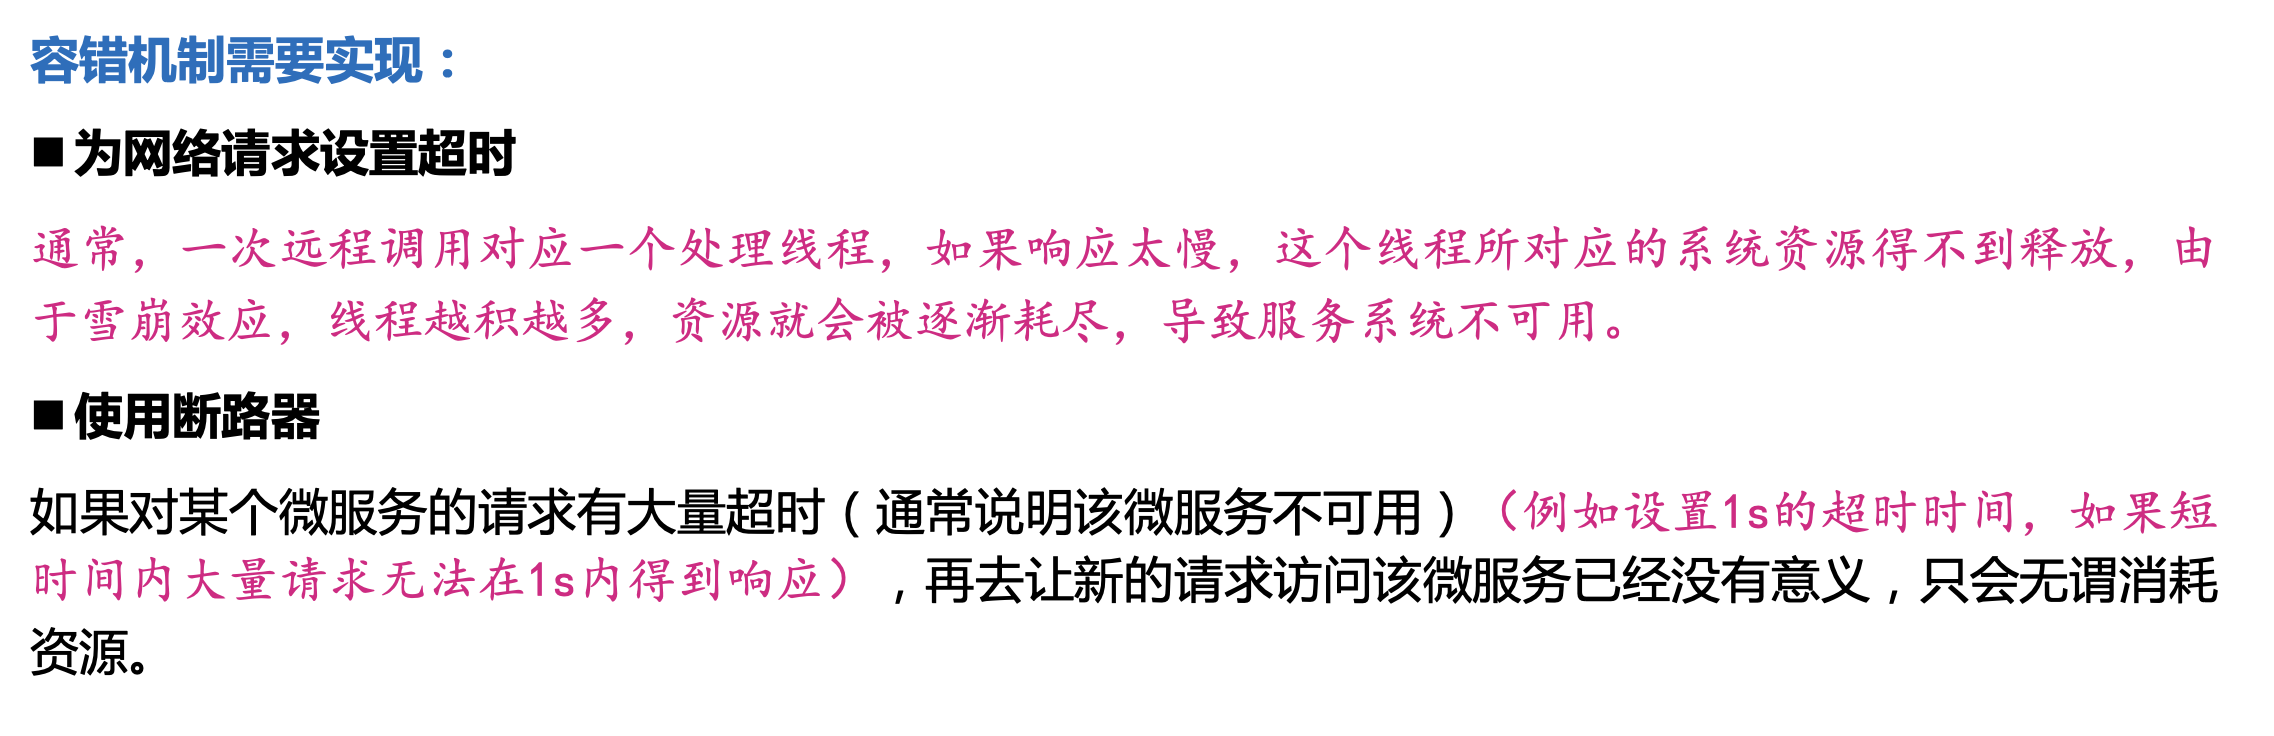 容错机制需要实现：
■ 为网络请求设置超时
通常，一次远程调用对应一个处理线程，如果响应太慢，这个线程所对应的系统资源得不到释放，由
于雪崩效应，线程越积越多，资源就会被逐渐耗尽，导致服务系统不可用。
■ 使用断路器
如果对某个微服务的请求有大量超时（通常说明该微服务不可用）（例如设置1s的超时时间，如果短
时间内大量请求无法在1s内得到响应），再去让新的请求访问该微服务已经没有意义，只会无谓消耗
资源。